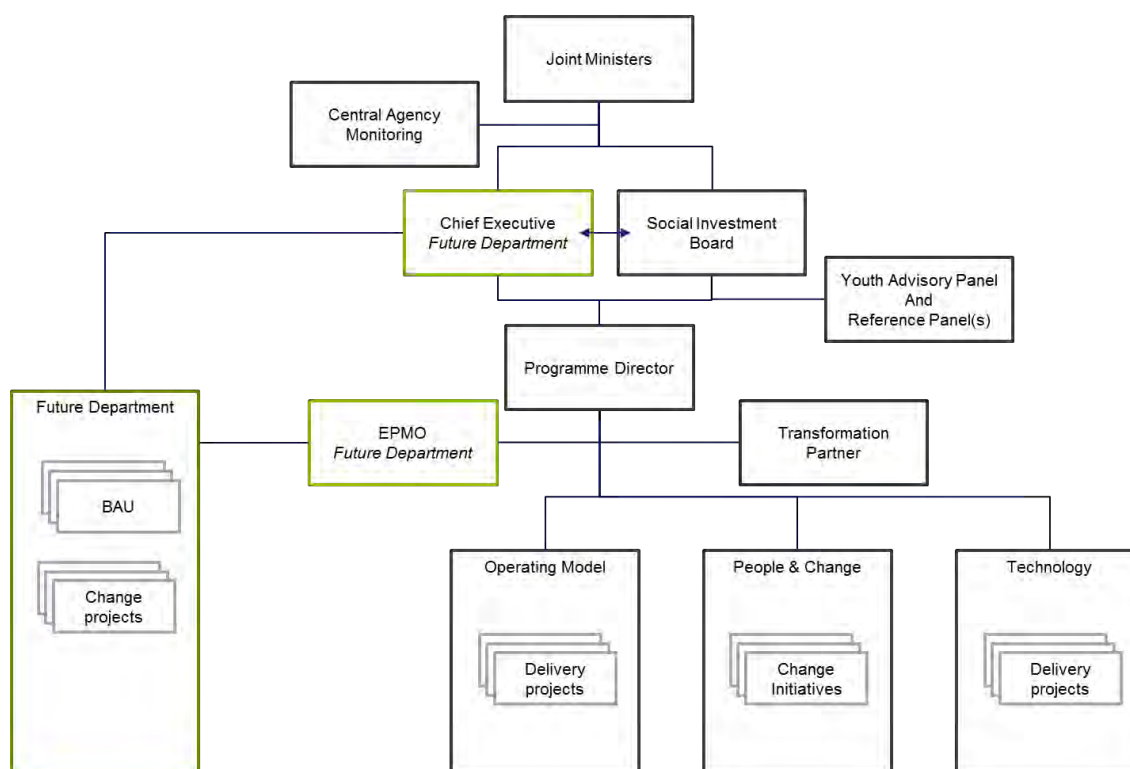 Joint Ministers
Central Agency
Monitoring
Chief Executive
Future Department
Social Investment
Board
Youth Advisory Panel
And
Reference Panel(s)
Programme Director
Future Department
BAU
Change
projects
EPMO
Future Department
Transformation
Partner
Operating Model
Delivery
projects
People & Change
Change
Initiatives
Technology
Delivery
projects